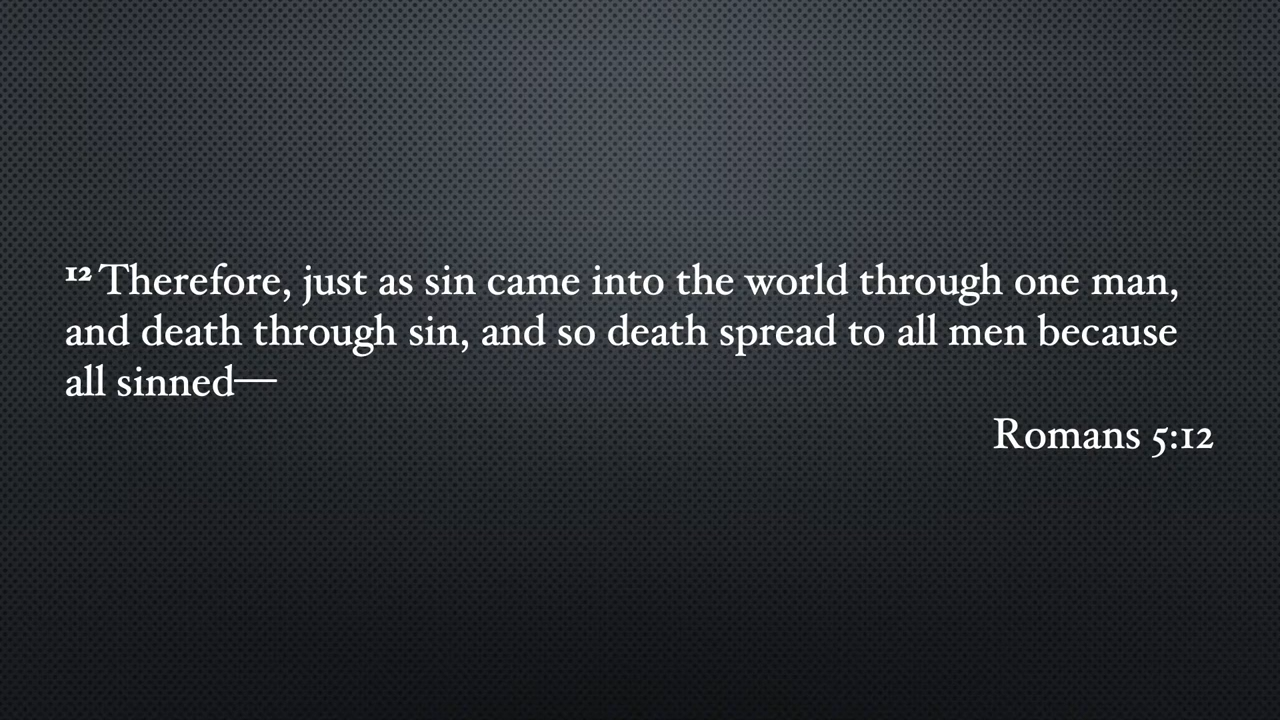 12 Therefore, just as sin came into the world through one man,
and death through sin, and so death spread to all men because
all sinned—
Romans 5:12